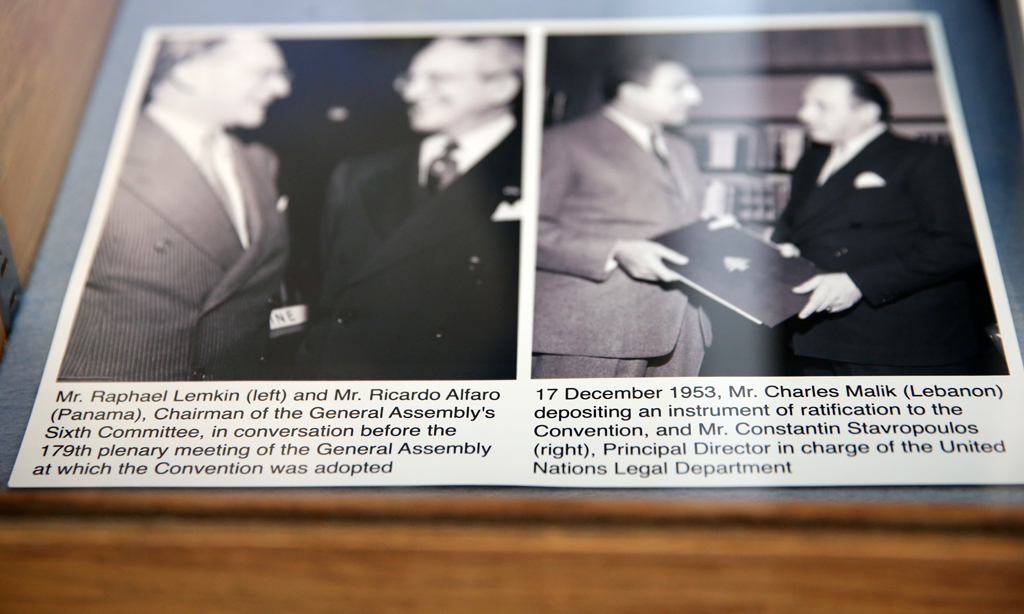 NE
Mr. Raphael Lemkin (left) and Mr. Ricardo Alfaro
(Panama), Chairman of the General Assembly's
Sixth Committee, in conversation before the
179th plenary meeting of the General Assembly
at which the Convention was adopted
17 December 1953, Mr. Charles Malik (Lebanon)
depositing an instrument of ratification to the
Convention, and Mr. Constantin Stavropoulos
(right), Principal Director in charge of the United
Nations Legal Department